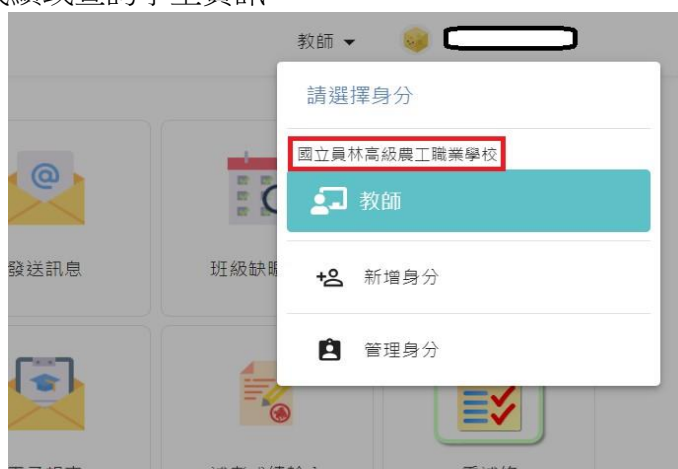 教師
請選擇身分
國立員林高級農工職業學校
教師
發送訊息
班級缺曠
新增身分
管理身分